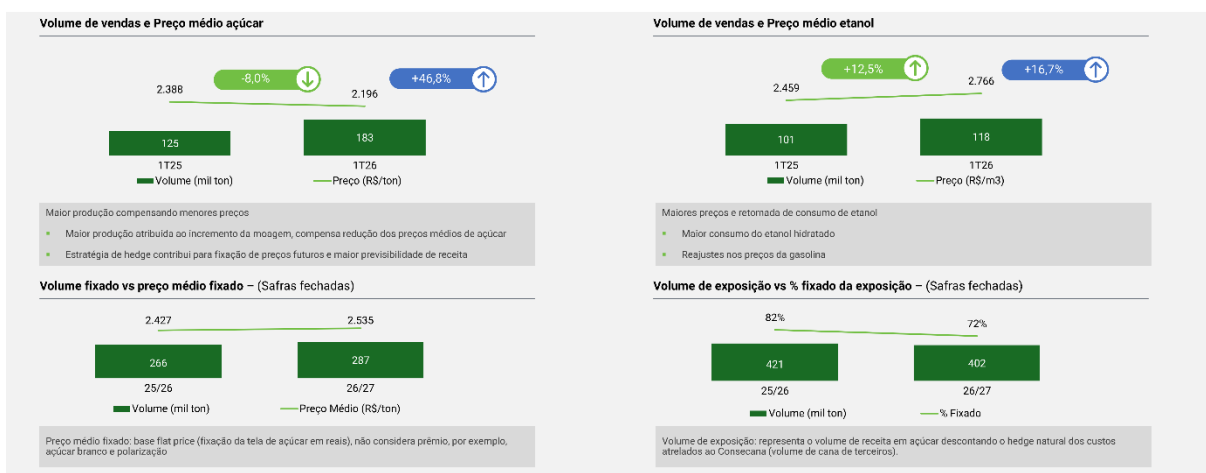 Volume de vendas e Preço médio açúcar
-8,0%
+46,8%
2.388
2.196
125
183
1T25
1T26
Volume (mil ton)
Preço (R$/ton)
Maior produção compensando menores preços
Maior produção atribuída ao incremento da moagem, compensa redução dos preços médios de açúcar
Estratégia de hedge contribui para fixação de preços futuros e maior previsibilidade de receita
Volume de vendas e Preço médio etanol
+12,5%
+16,7%
2.459
2.766
101
118
1T25
1T26
Volume (mil ton)
Preço (R$/m3)
Maiores preços e retomada de consumo de etanol
Maior consumo do etanol hidratado
Reajustes nos preços da gasolina
Volume fixado vs preço médio fixado – (Safras fechadas)
2.427
2.535
266
287
25/26
26/27
Volume (mil ton)
Preço Médio (R$/ton)
Preço médio fixado: base flat price (fixação da tela de açúcar em reais), não considera prêmio, por exemplo,
açúcar branco e polarização
Volume de exposição vs % fixado da exposição – (Safras fechadas)
82%
72%
421
402
25/26
26/27
Volume (mil ton)
% Fixado
Volume de exposição: representa o volume de receita em açúcar descontando o hedge natural dos custos
atrelados ao Consecana (volume de cana de terceiros).